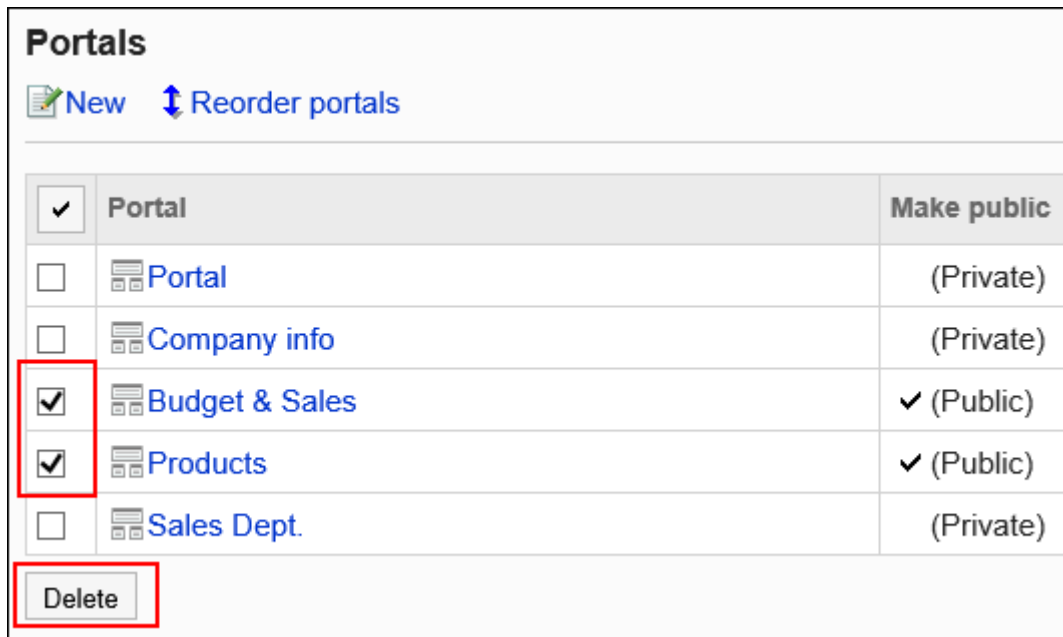 Portals
New Reorder portals
Portal Make public
Portal (Private)
Company info (Private)
Budget & Sales (Public)
Products (Public)
Sales Dept. (Private)
Delete